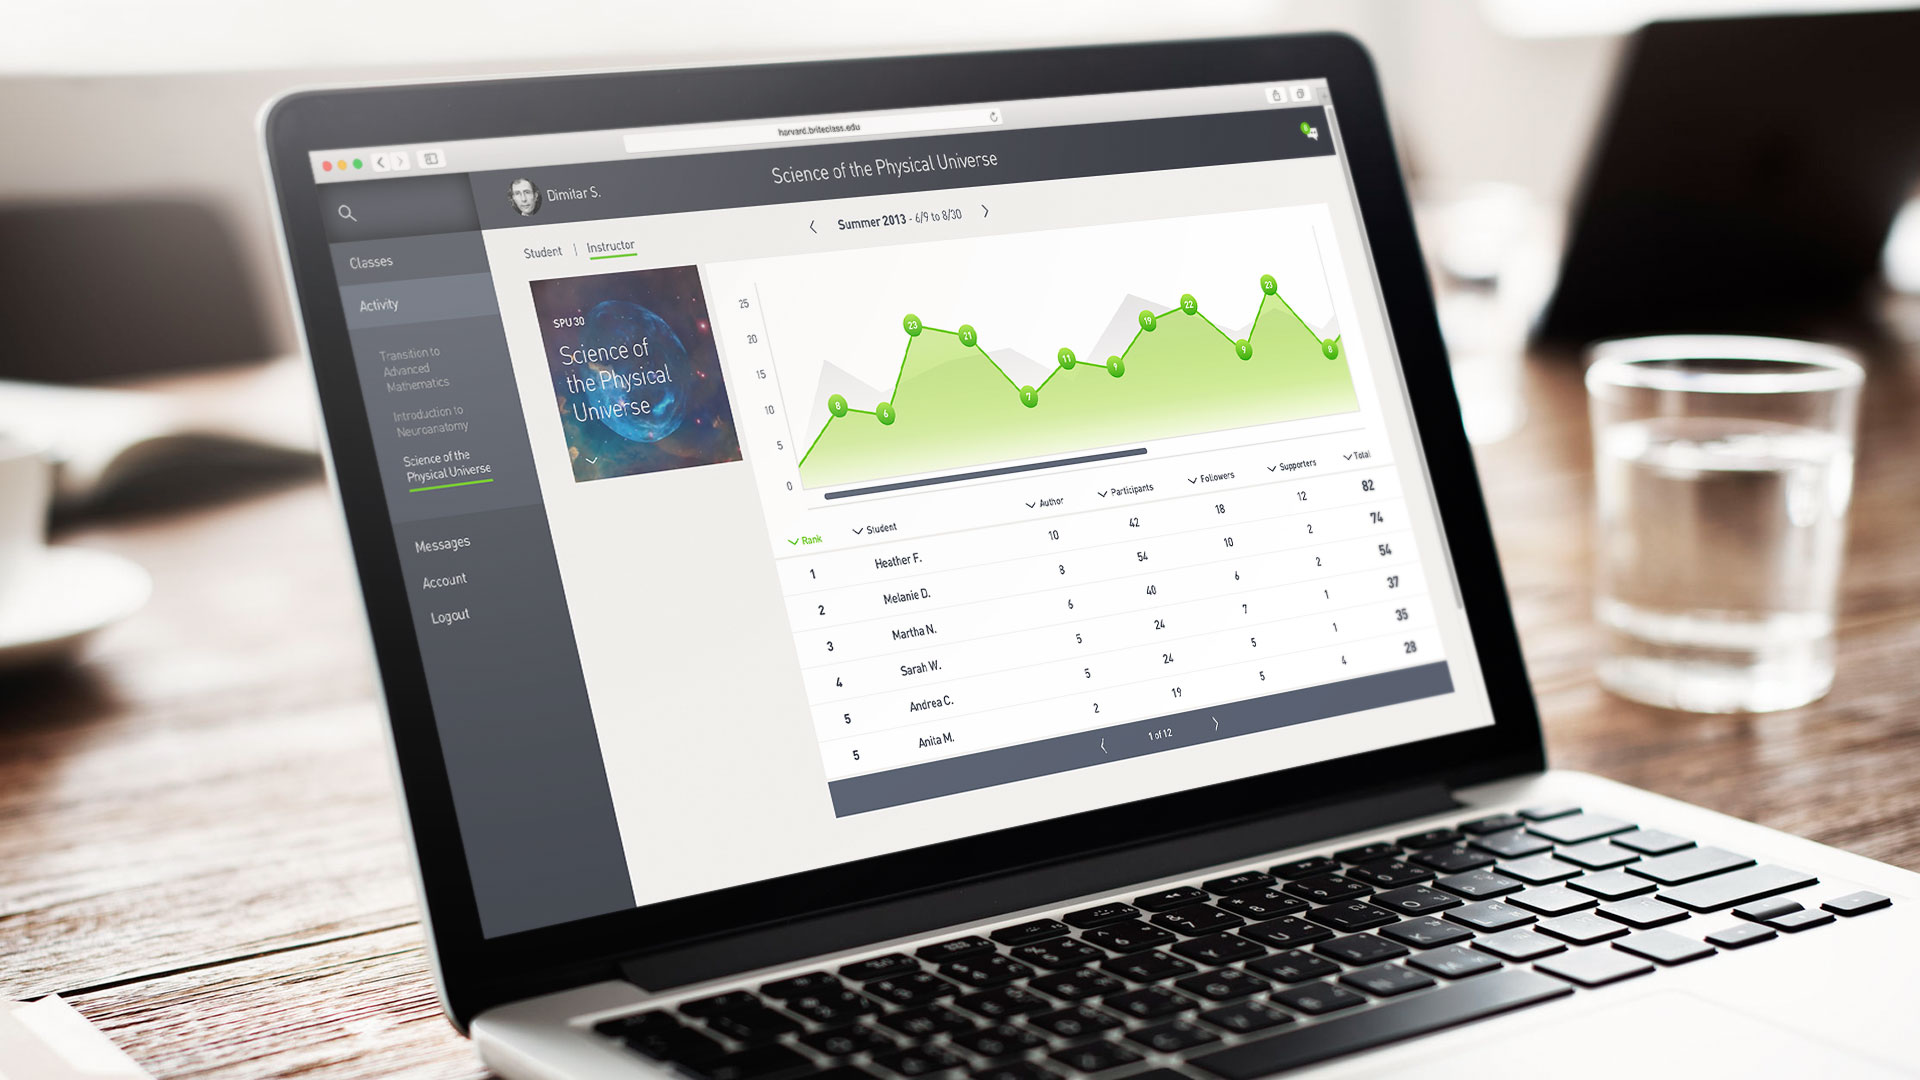 harvard.briteclass.edu
Dimitar S.
Science of the Physical Universe
Classes
Activity
Transition to
Advanced
Mathematics
Introduction to
Neuroanatomy
Science of the
Physical Universe
Messages
Account
Logout
Student | Instructor
Summer 2013 - 6/9 to 8/30
SPU 30
Science of
the Physical
Universe
25
20
15
10
5
0
8 6 23 21 7 11 9 19 22 9 23 8
Rank Student Author Participants Followers Supporters Total
1 Heather F. 10 42 18 12 82
2 Melanie D. 8 54 10 2 74
3 Martha N. 6 40 6 2 54
4 Sarah W. 5 24 7 1 37
5 Andrea C. 5 24 5 1 35
5 Anita M. 2 19 5 4 28
1 of 12